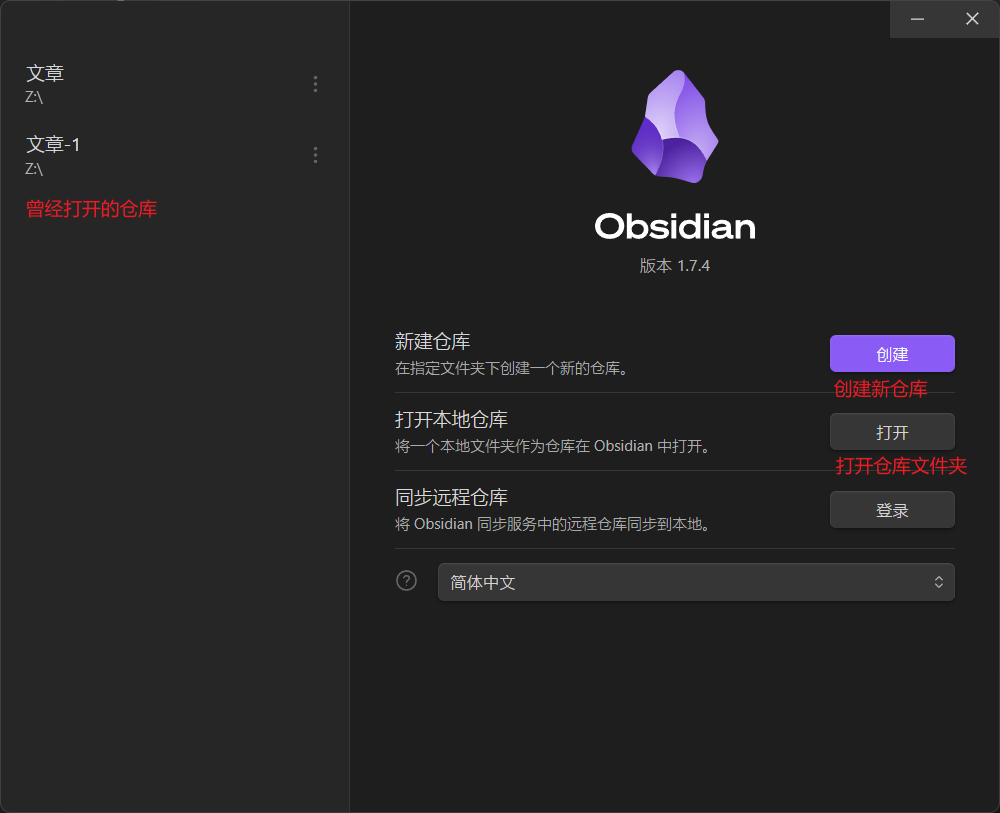 文章
Z:\
文章-1
Z:\
曾经打开的仓库
Obsidian
版本 1.7.4
新建仓库
在指定文件夹下创建一个新的仓库。
创建
创建新仓库
打开本地仓库
将一个本地文件夹作为仓库在 Obsidian 中打开。
打开
打开仓库文件夹
同步远程仓库
将 Obsidian 同步服务中的远程仓库同步到本地。
登录
?
简体中文